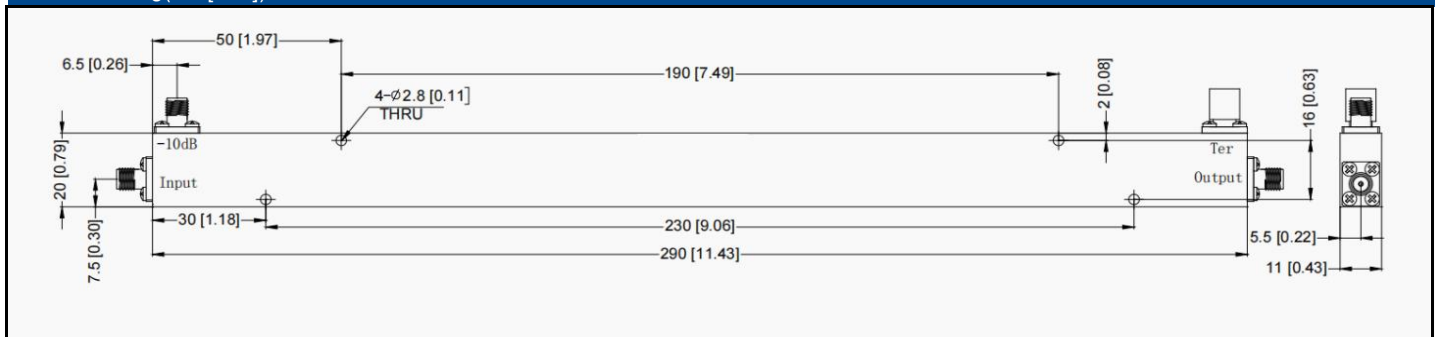 50 [1.97]
6.5 [0.26]
190 [7.49]
4-∅2.8 [0.11]
THRU
2 [0.08]
16 [0.63]
-10dB
Ter
20 [0.79]
Input
Output
30 [1.18]
230 [9.06]
5.5 [0.22]
7.5 [0.30]
290 [11.43]
11 [0.43]